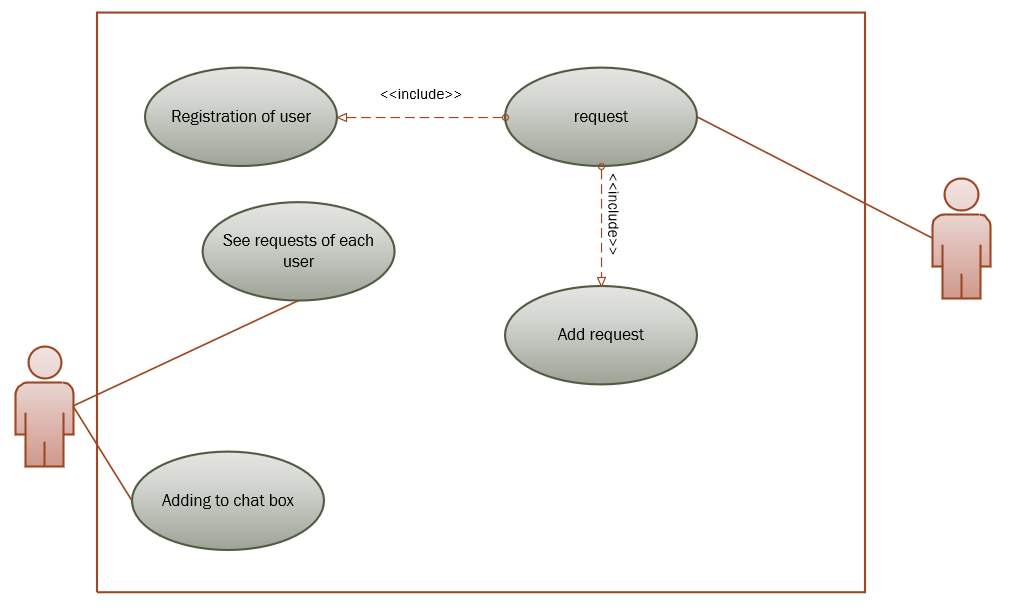 Registration of user
<<include>>
request
<<include>>
See requests of each
user
Add request
Adding to chat box